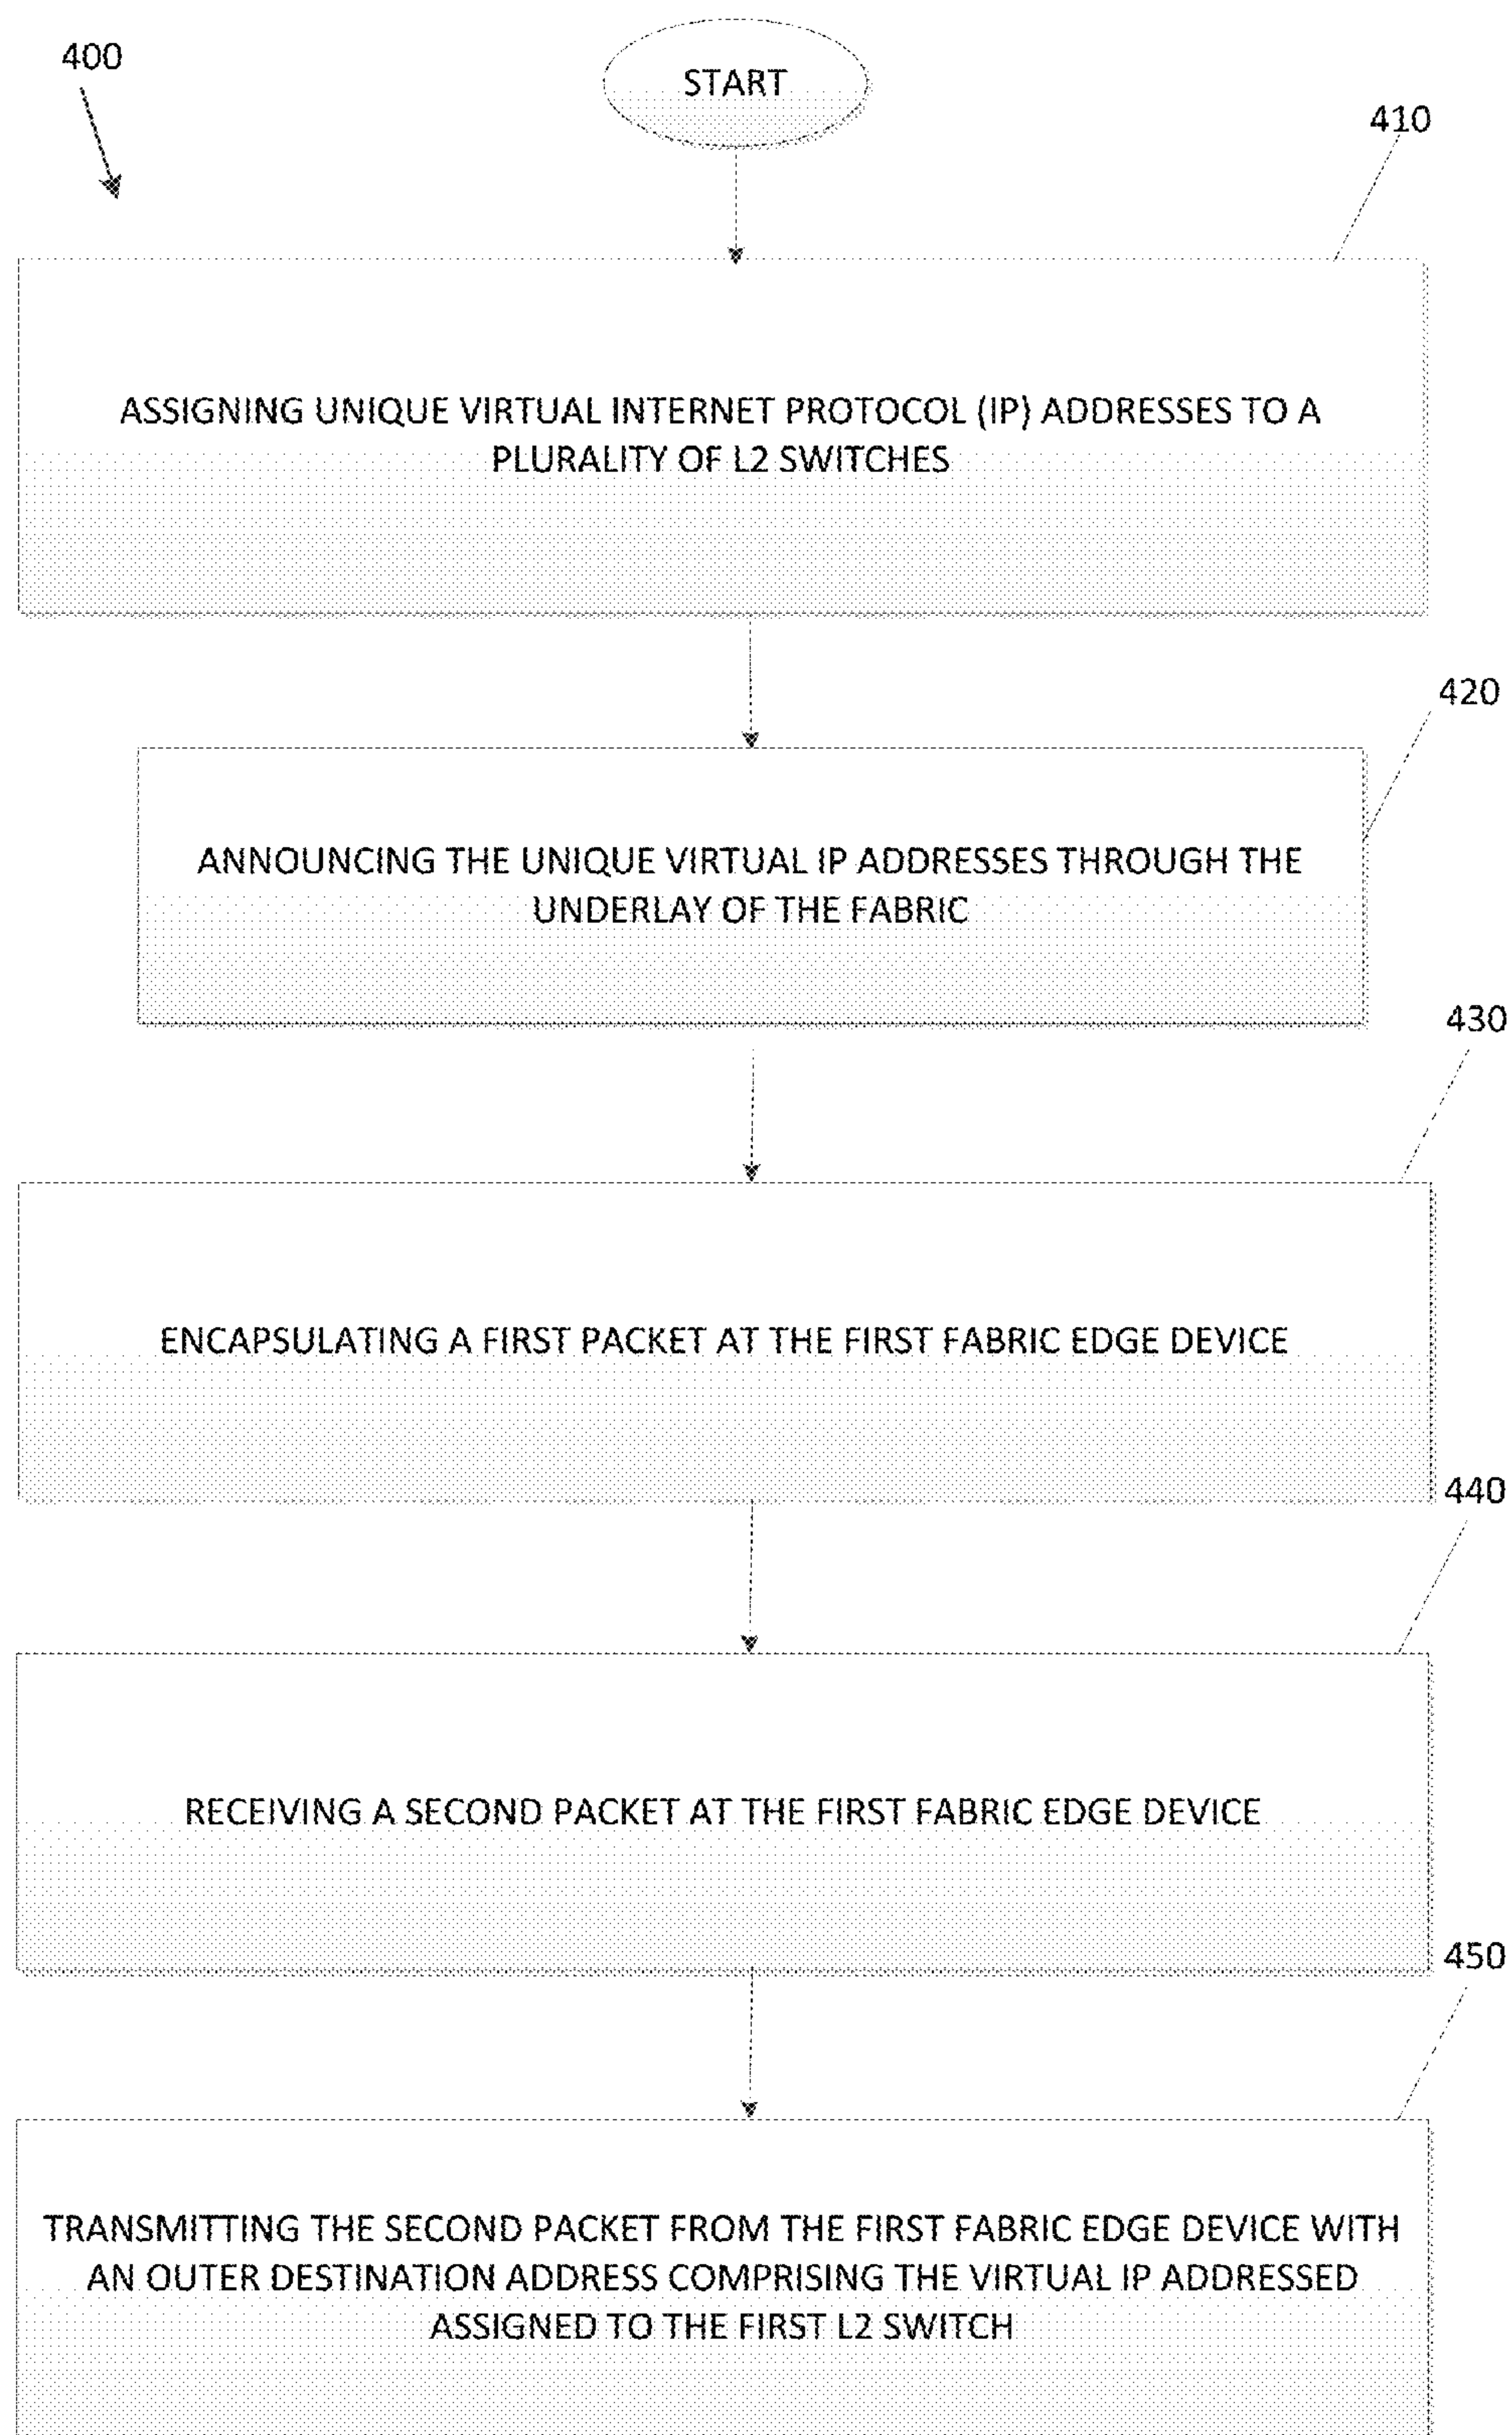 400
START
410
ASSIGNING UNIQUE VIRTUAL INTERNET PROTOCOL (IP) ADDRESSES TO A
PLURALITY OF L2 SWITCHES
420
ANNOUNCING THE UNIQUE VIRTUAL IP ADDRESSES THROUGH THE
UNDERLAY OF THE FABRIC
430
ENCAPSULATING A FIRST PACKET AT THE FIRST FABRIC EDGE DEVICE
440
RECEIVING A SECOND PACKET AT THE FIRST FABRIC EDGE DEVICE
450
TRANSMITTING THE SECOND PACKET FROM THE FIRST FABRIC EDGE DEVICE WITH
AN OUTER DESTINATION ADDRESS COMPRISING THE VIRTUAL IP ADDRESSED
ASSIGNED TO THE FIRST L2 SWITCH